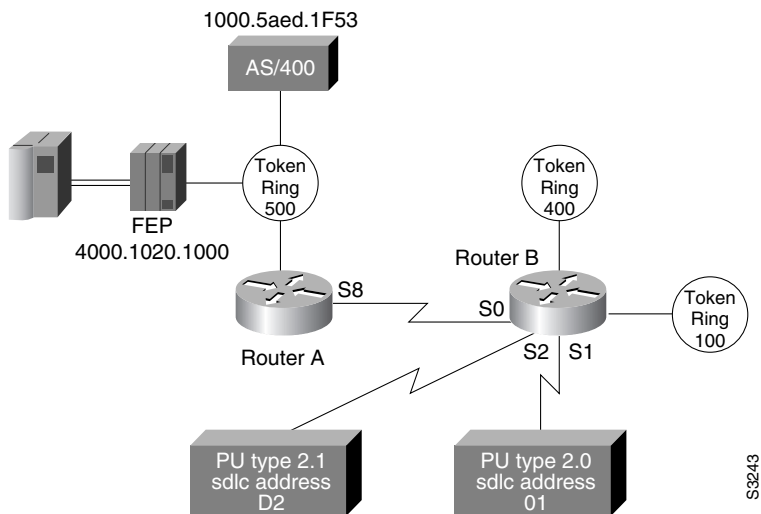 1000.5aed.1F53
AS/400
Token
Ring
500
FEP
4000.1020.1000
Token
Ring
400
Router B
S8
S0
Token
Ring
100
Router A
S2
S1
PU type 2.1
sdlc address
D2
PU type 2.0
sdlc address
01
S3243